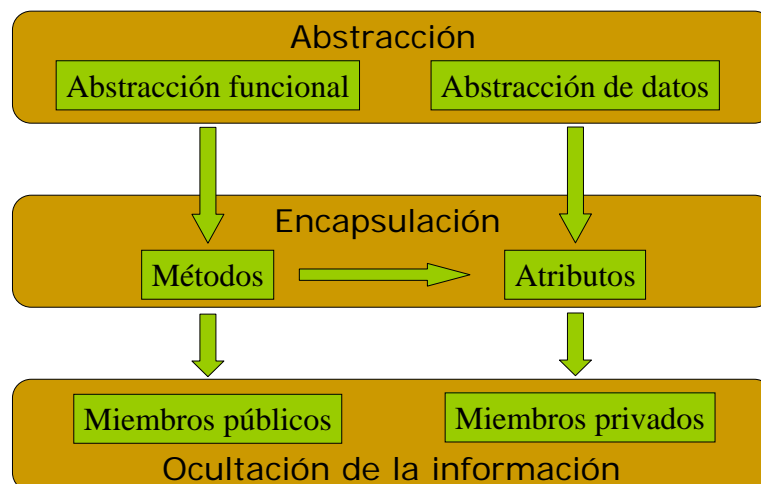 Abstracción
Abstracción funcional
Abstracción de datos
Encapsulación
Métodos
Atributos
Miembros públicos
Miembros privados
Ocultación de la información